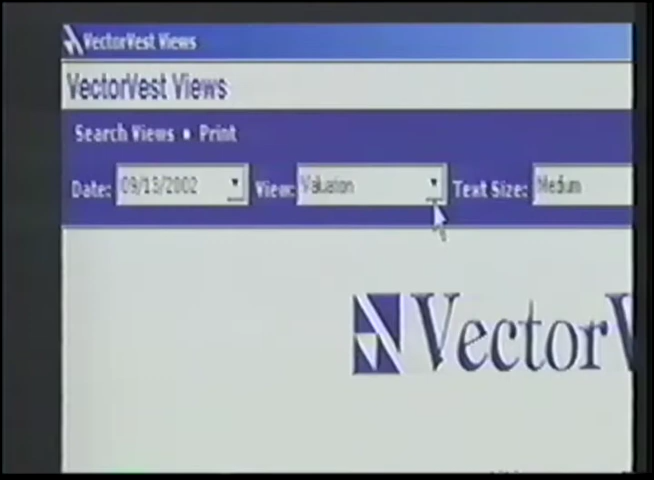 VectorVest Views
VectorVest Views
Search Views ▪ Print
Date: 09/13/2002 View: Valuation Text Size: Medium
VectorV